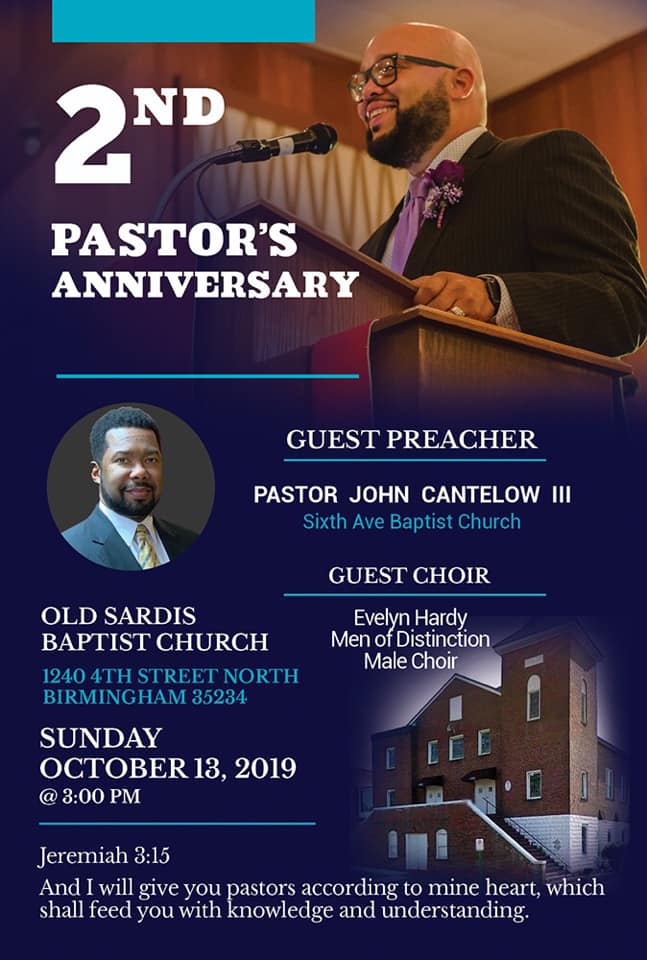 2ND
PASTOR'S
ANNIVERSARY
GUEST PREACHER
PASTOR JOHN CANTELOW III
Sixth Ave Baptist Church
GUEST CHOIR
Evelyn Hardy
Men of Distinction
Male Choir
OLD SARDIS
BAPTIST CHURCH
1240 4TH STREET NORTH
BIRMINGHAM 35234
SUNDAY
OCTOBER 13, 2019
@ 3:00 PM
Jeremiah 3:15
And I will give you pastors according to mine heart, which
shall feed you with knowledge and understanding.